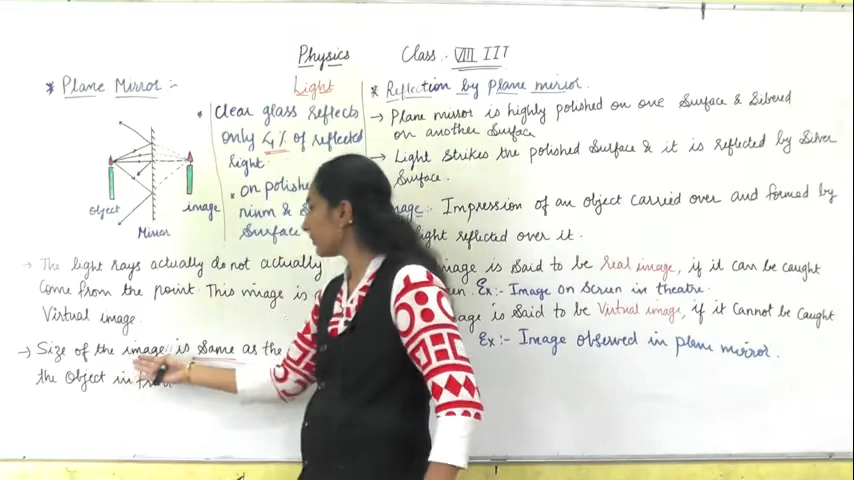 Physics Class :- VIII IIT
Light
* Plane Mirror :-
object
image
Mirror
* Clear glass reflects
only 4% of reflected
light.
* on polishe
nium & S
Surface
→ The light rays actually do not actually
Come from the point. This image is
Virtual image.
→ Size of the image is Same as the
the Object in
* Reflection by plane mirror.
→ Plane mirror is highly polished on one Surface & Silvered
on another Surface
→ Light Strikes the polished Surface & it is reflected by Silver
Surface.
Image :- Impression of an object carried over and formed by
light reflected over it.
image is said to be real image, if it can be caught
Ex :- Image on Screen in theatre.
is said to be Virtual image, if it cannot be Caught
Ex :- Image observed in plane mirror.